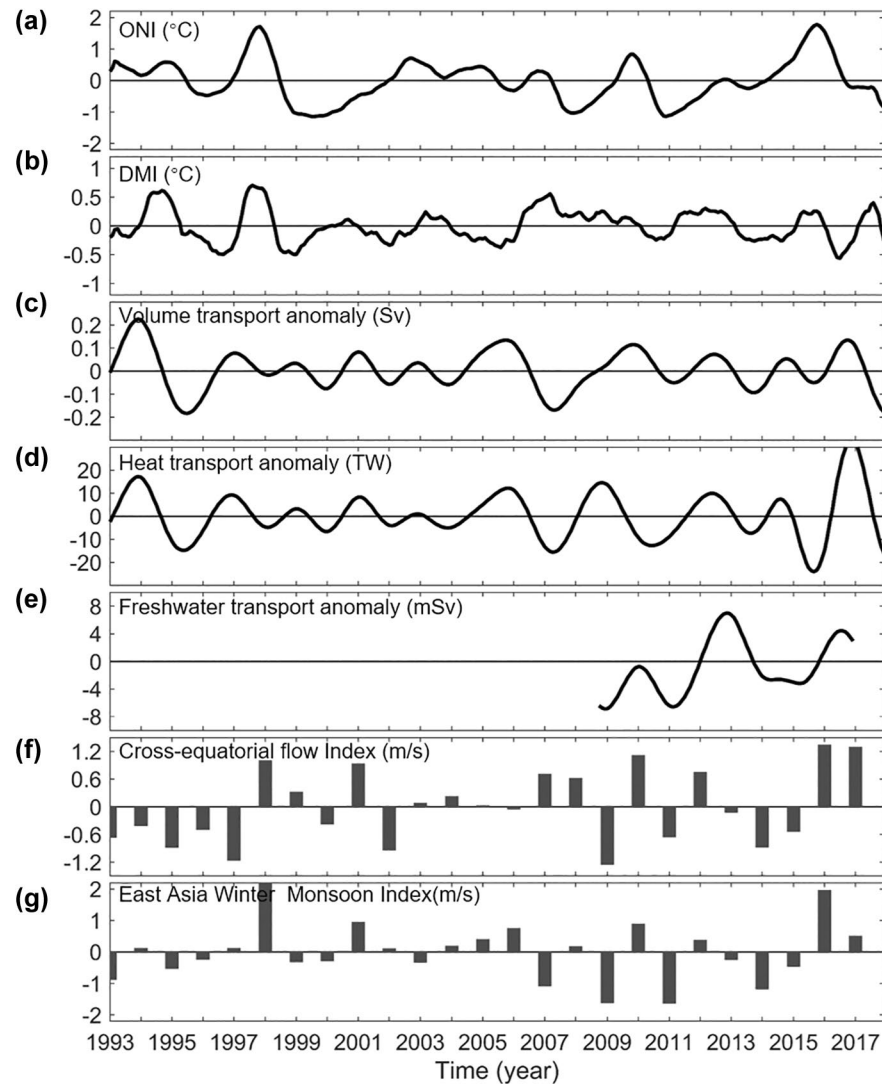 (a)
ONI (°C)
2
1
0
-1
-2
(b)
DMI (°C)
1
0.5
0
-0.5
-1
(c)
Volume transport anomaly (Sv)
0.2
0.1
0
-0.1
-0.2
(d)
Heat transport anomaly (TW)
20
10
0
-10
-20
(e)
Freshwater transport anomaly (mSv)
8
4
0
-4
-8
(f)
Cross-equatorial flow Index (m/s)
1.2
0.6
0
-0.6
-1.2
(g)
East Asia Winter  Monsoon Index(m/s)
2
1
0
-1
-2
1993 1995 1997 1999 2001 2003 2005 2007 2009 2011 2013 2015 2017
Time (year)